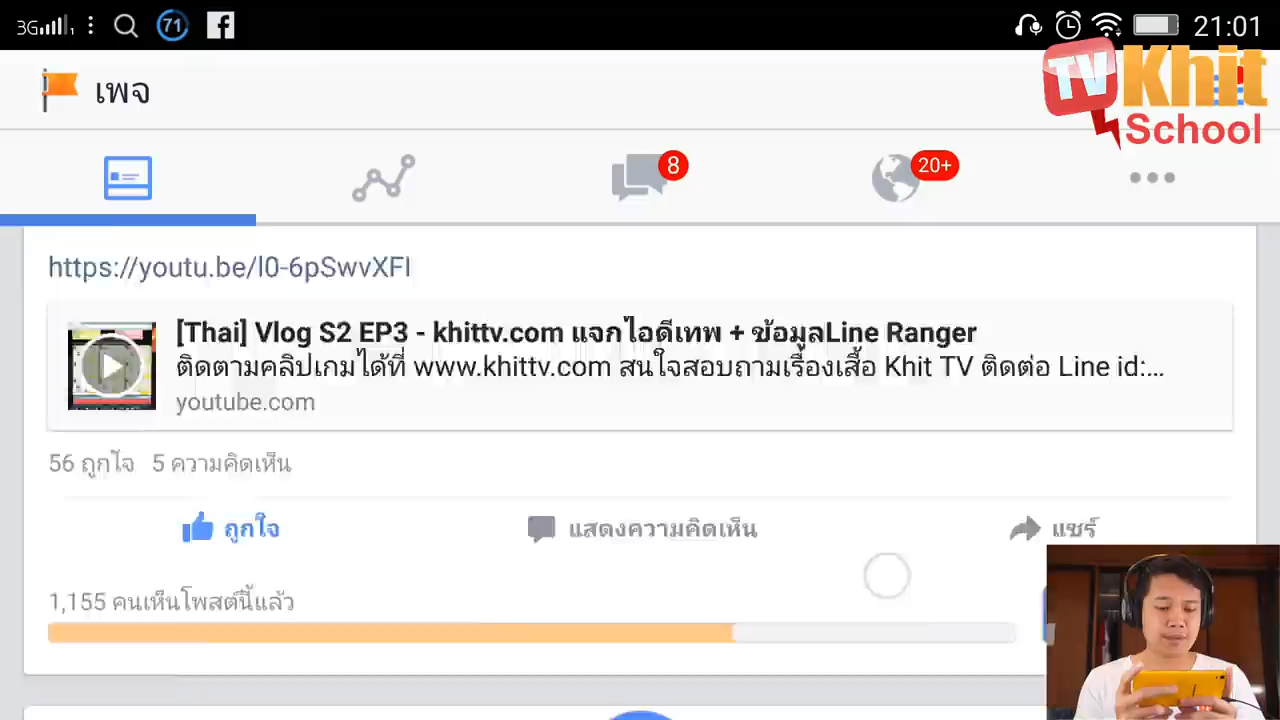 3G
71
21:01
เพจ
TV Khit
School
8
20+
https://youtu.be/l0-6pSwvXFI
[Thai] Vlog S2 EP3 - khittv.com แจกไอดีเทพ + ข้อมูลLine Ranger
ติดตามคลิปเกมได้ที่ www.khittv.com สนใจสอบถามเรื่องเสื้อ Khit TV ติดต่อ Line id:...
youtube.com
56 ถูกใจ 5 ความคิดเห็น
ถูกใจ
แสดงความคิดเห็น
แชร์
1,155 คนเห็นโพสต์นี้แล้ว